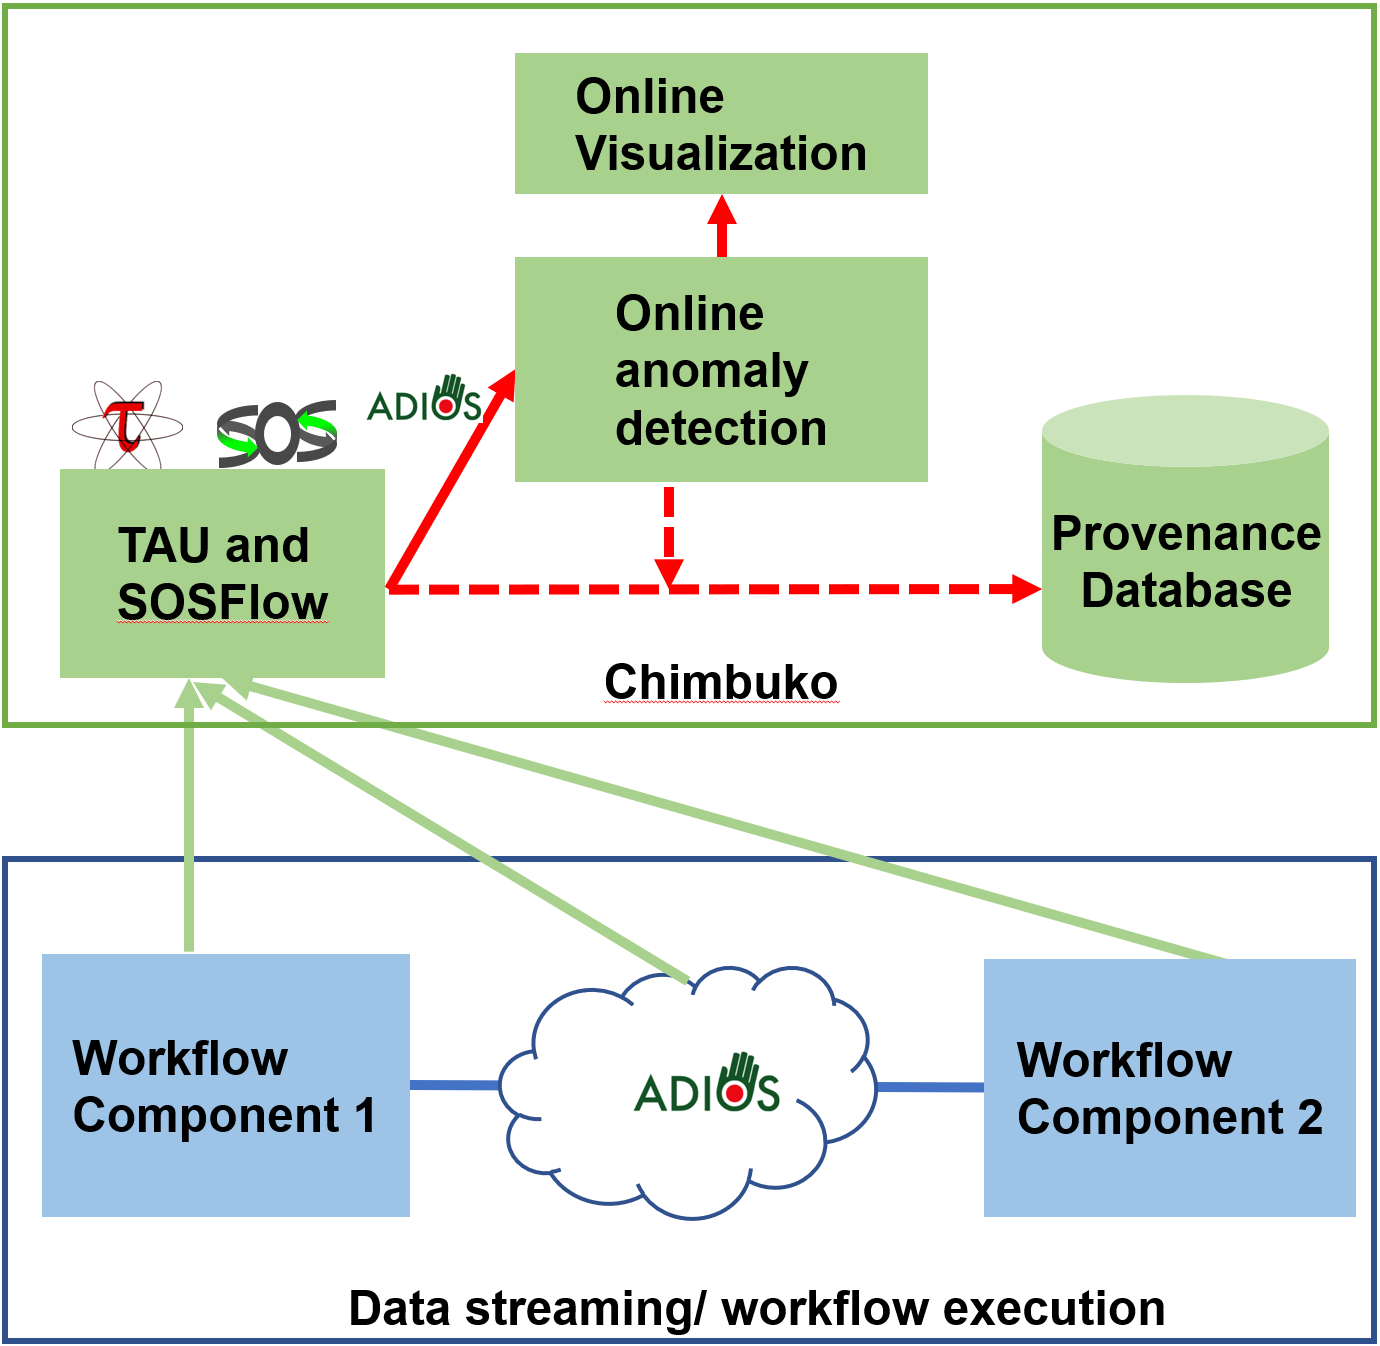 Online
Visualization
Online
anomaly
detection
ADIOS
τ
SOS
TAU and
SOSFlow
Provenance
Database
Chimbuko
Workflow
Component 1
ADIOS
Workflow
Component 2
Data streaming/ workflow execution